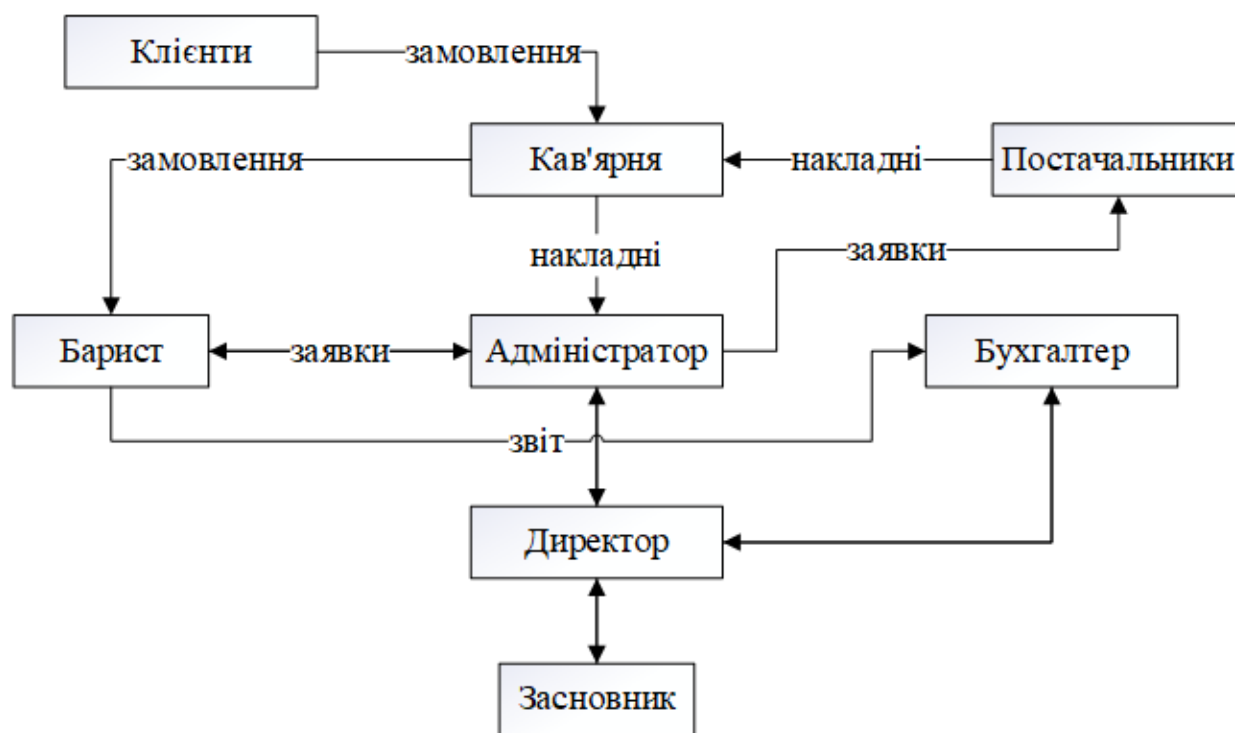 Клієнти
замовлення
замовлення
Кав'ярня
накладні
Постачальники
накладні
заявки
Барист
заявки
Адміністратор
Бухгалтер
звіт
Директор
Засновник